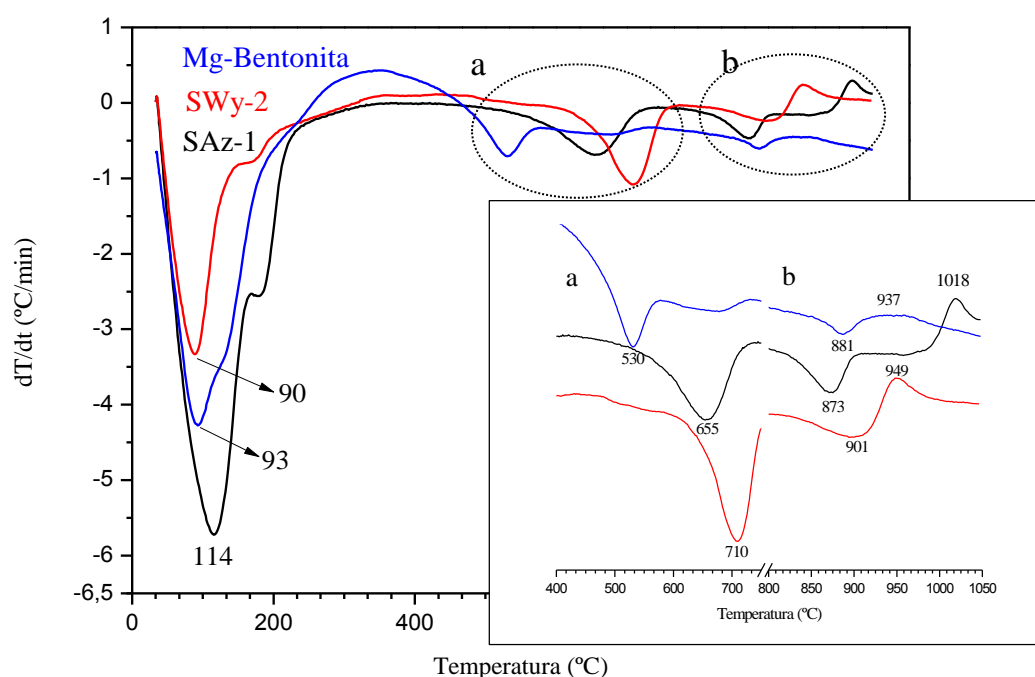 1
0
-1
-2
-3
-4
-5
-6
-6,5
dT/dt (ºC/min)
Mg-Bentonita
SWy-2
SAz-1
a
b
90
93
114
0
200
400
Temperatura (ºC)
a
b
1018
937
881
530
949
873
655
901
710
400 500 600 700 800 850 900 950 1000 1050
Temperatura (ºC)